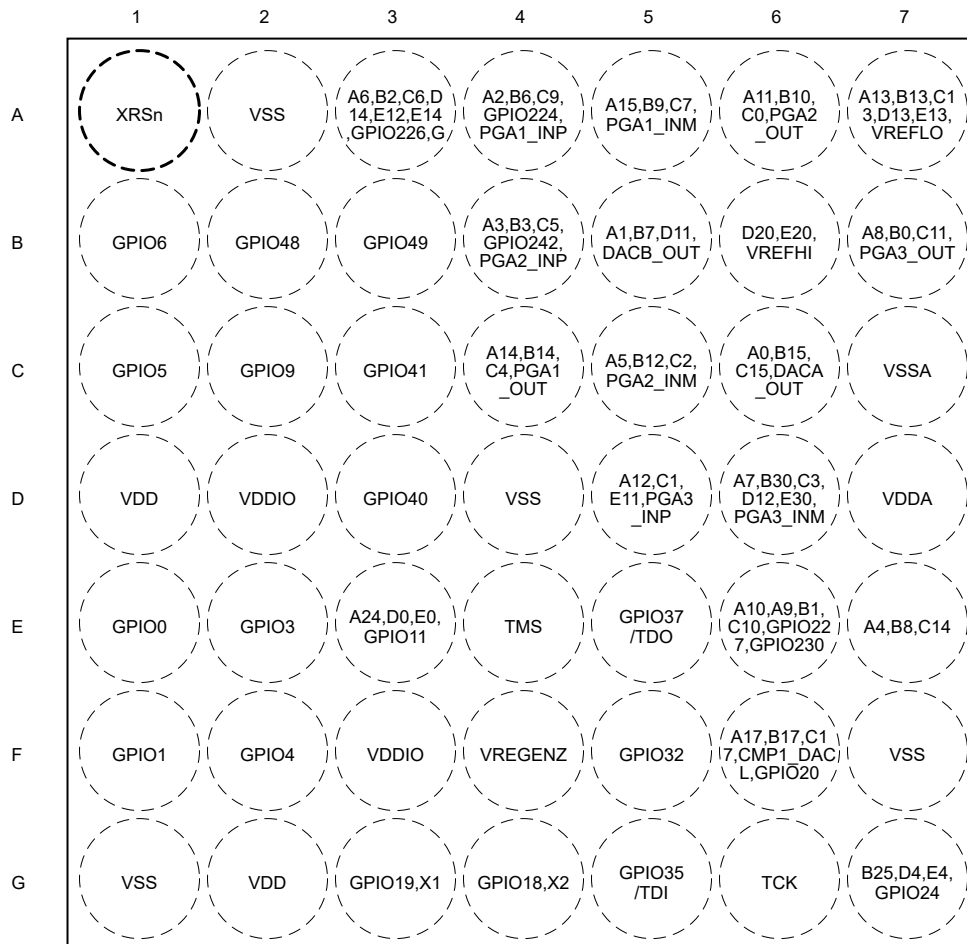 1 2 3 4 5 6 7
A
XRSn
VSS
A6,B2,C6,D
14,E12,E14
,GPIO226,G
A2,B6,C9,
GPIO224,
PGA1_INP
A15,B9,C7,
PGA1_INM
A11,B10,
C0,PGA2
_OUT
A13,B13,C1
3,D13,E13,
VREFLO
B
GPIO6
GPIO48
GPIO49
A3,B3,C5,
GPIO242,
PGA2_INP
A1,B7,D11,
DACB_OUT
D20,E20,
VREFHI
A8,B0,C11,
PGA3_OUT
C
GPIO5
GPIO9
GPIO41
A14,B14,
C4,PGA1
_OUT
A5,B12,C2,
PGA2_INM
A0,B15,
C15,DACA
_OUT
VSSA
D
VDD
VDDIO
GPIO40
VSS
A12,C1,
E11,PGA3
_INP
A7,B30,C3,
D12,E30,
PGA3_INM
VDDA
E
GPIO0
GPIO3
A24,D0,E0,
GPIO11
TMS
GPIO37
/TDO
A10,A9,B1,
C10,GPIO22
7,GPIO230
A4,B8,C14
F
GPIO1
GPIO4
VDDIO
VREGENZ
GPIO32
A17,B17,C1
7,CMP1_DAC
L,GPIO20
VSS
G
VSS
VDD
GPIO19,X1
GPIO18,X2
GPIO35
/TDI
TCK
B25,D4,E4,
GPIO24